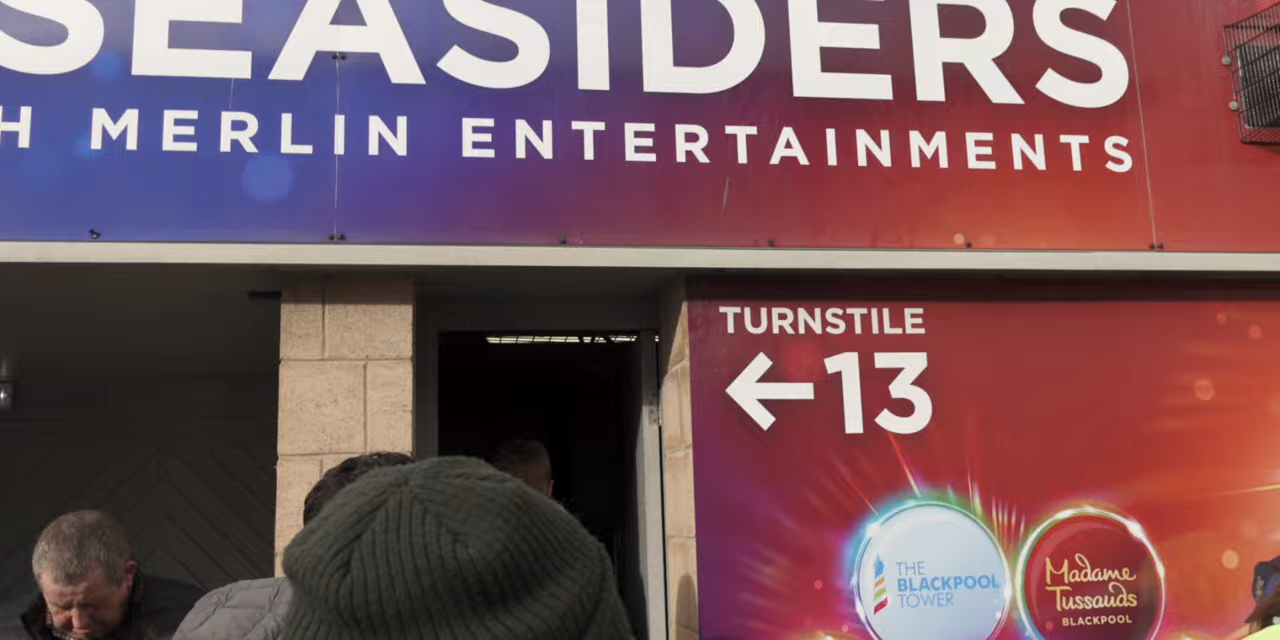 SEASIDERS
H MERLIN ENTERTAINMENTS
TURNSTILE
←13
THE
BLACKPOOL
TOWER
Madame
Tussauds
BLACKPOOL